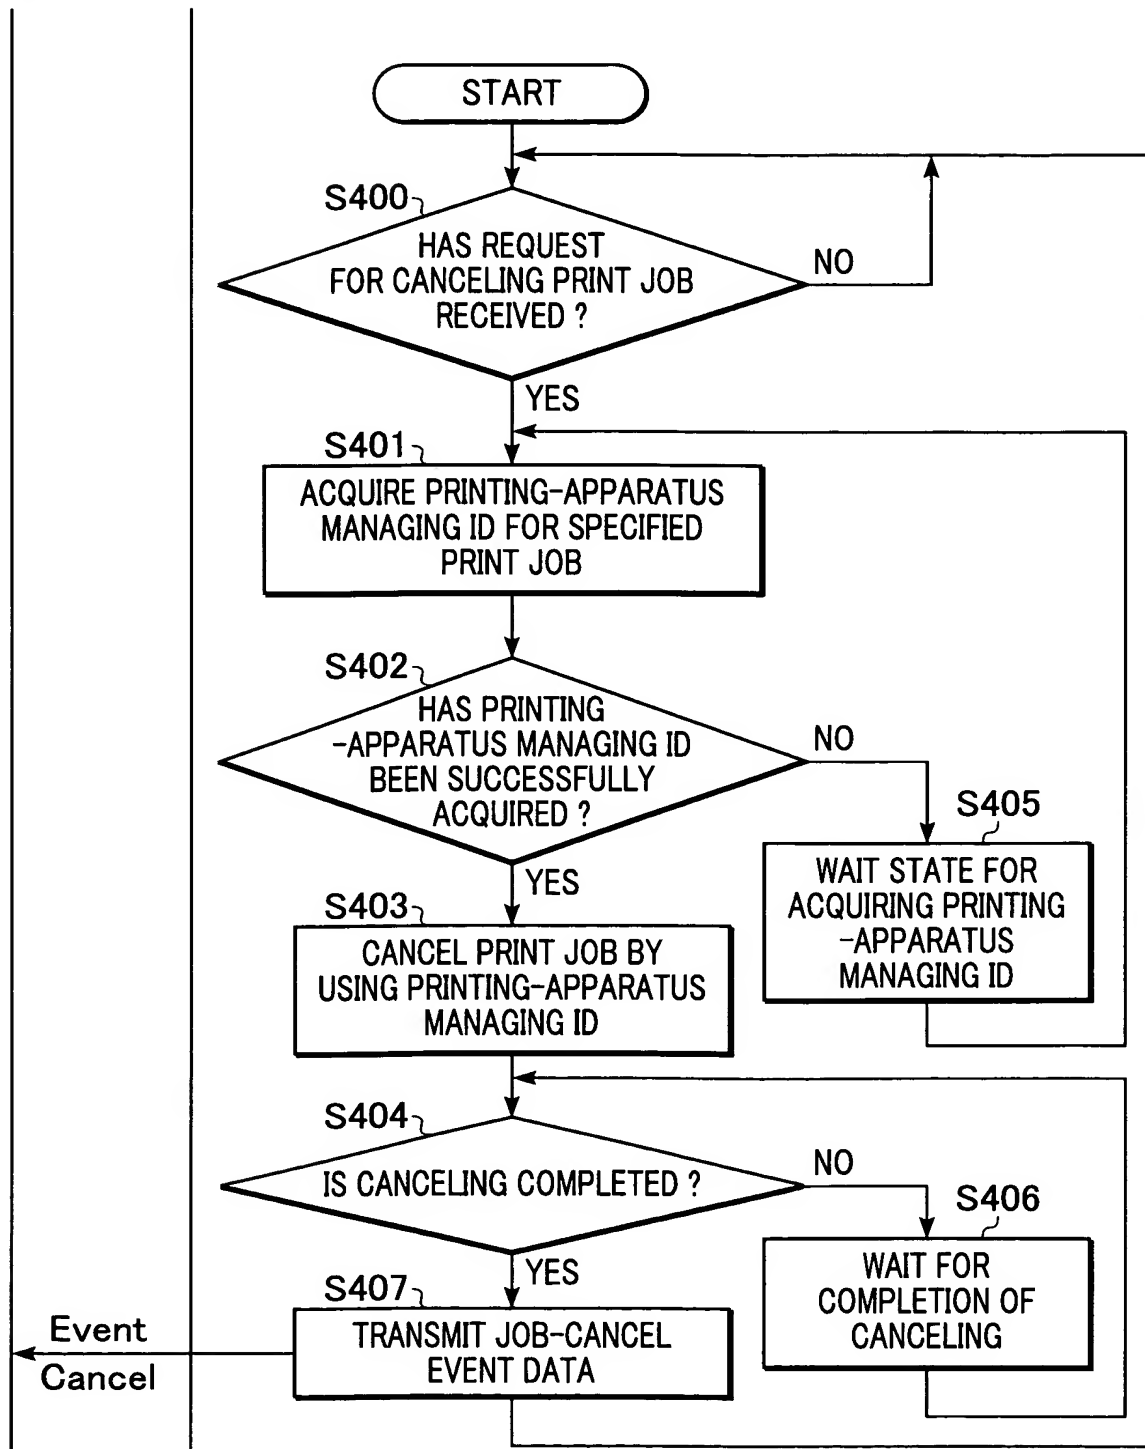 START
S400
HAS REQUEST
FOR CANCELING PRINT JOB
RECEIVED ?
NO
YES
S401
ACQUIRE PRINTING-APPARATUS
MANAGING ID FOR SPECIFIED
PRINT JOB
S402
HAS PRINTING
-APPARATUS MANAGING ID
BEEN SUCCESSFULLY
ACQUIRED ?
NO
YES
S405
WAIT STATE FOR
ACQUIRING PRINTING
-APPARATUS
MANAGING ID
S403
CANCEL PRINT JOB BY
USING PRINTING-APPARATUS
MANAGING ID
S404
IS CANCELING COMPLETED ?
NO
YES
S406
WAIT FOR
COMPLETION OF
CANCELING
S407
TRANSMIT JOB-CANCEL
EVENT DATA
Event
Cancel